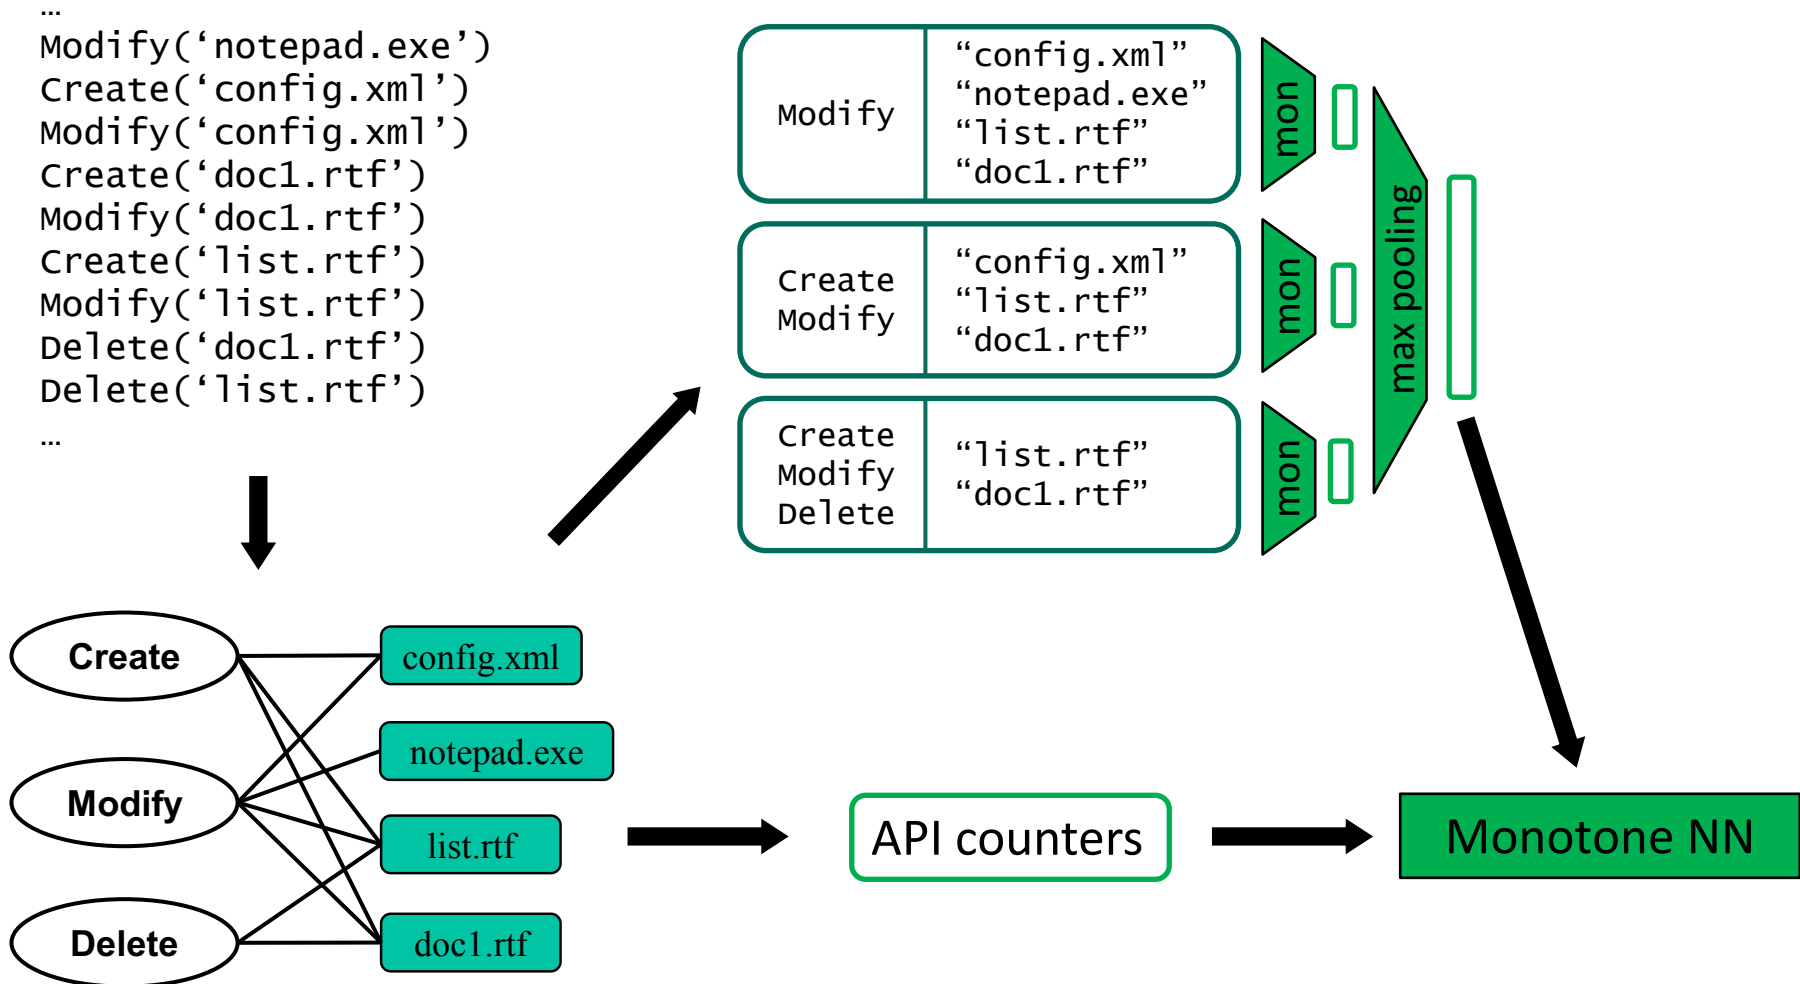 ...
Modify(‘notepad.exe’)
Create(‘config.xml’)
Modify(‘config.xml’)
Create(‘doc1.rtf’)
Modify(‘doc1.rtf’)
Create(‘list.rtf’)
Modify(‘list.rtf’)
Delete(‘doc1.rtf’)
Delete(‘list.rtf’)
...
Modify
“config.xml”
“notepad.exe”
“list.rtf”
“doc1.rtf”
mon
Create
Modify
“config.xml”
“list.rtf”
“doc1.rtf”
mon
Create
Modify
Delete
“list.rtf”
“doc1.rtf”
mon
max pooling
Create
Modify
Delete
config.xml
notepad.exe
list.rtf
doc1.rtf
API counters
Monotone NN